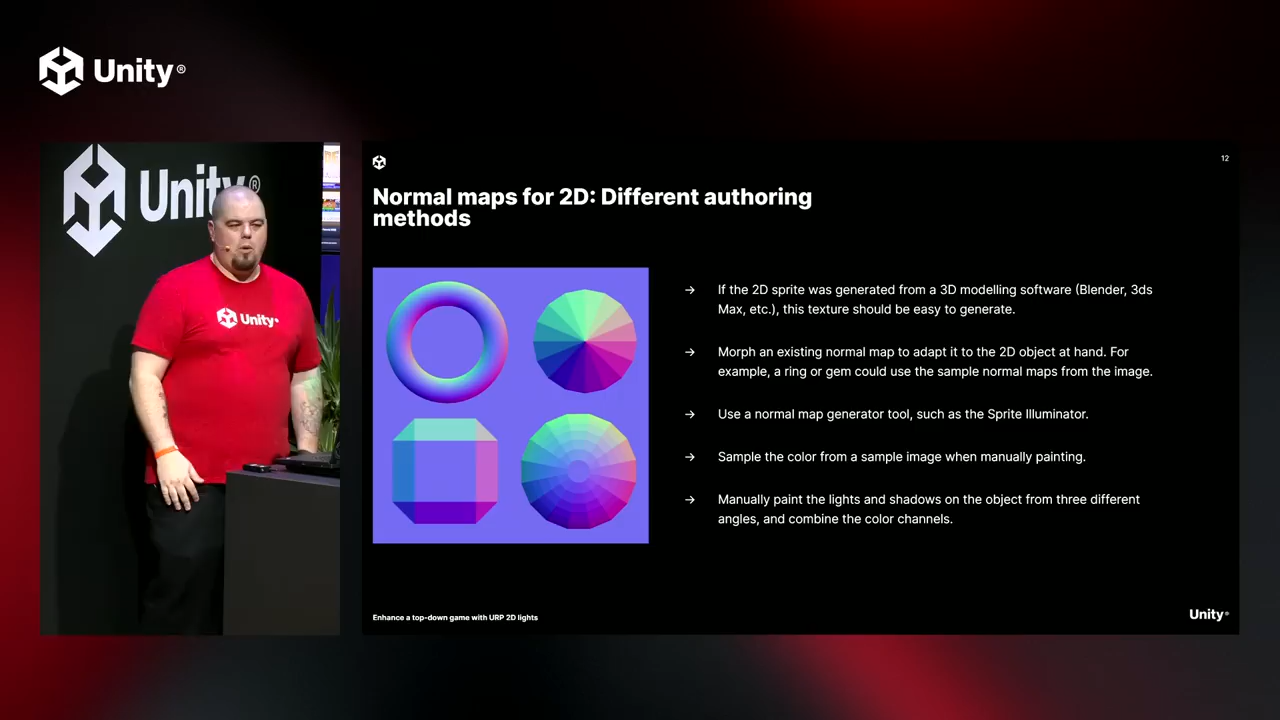 Unity®
Unity®
Unity
12
Normal maps for 2D: Different authoring
methods
→ If the 2D sprite was generated from a 3D modelling software (Blender, 3ds
Max, etc.), this texture should be easy to generate.
→ Morph an existing normal map to adapt it to the 2D object at hand. For
example, a ring or gem could use the sample normal maps from the image.
→ Use a normal map generator tool, such as the Sprite Illuminator.
→ Sample the color from a sample image when manually painting.
→ Manually paint the lights and shadows on the object from three different
angles, and combine the color channels.
Enhance a top-down game with URP 2D lights
Unity®